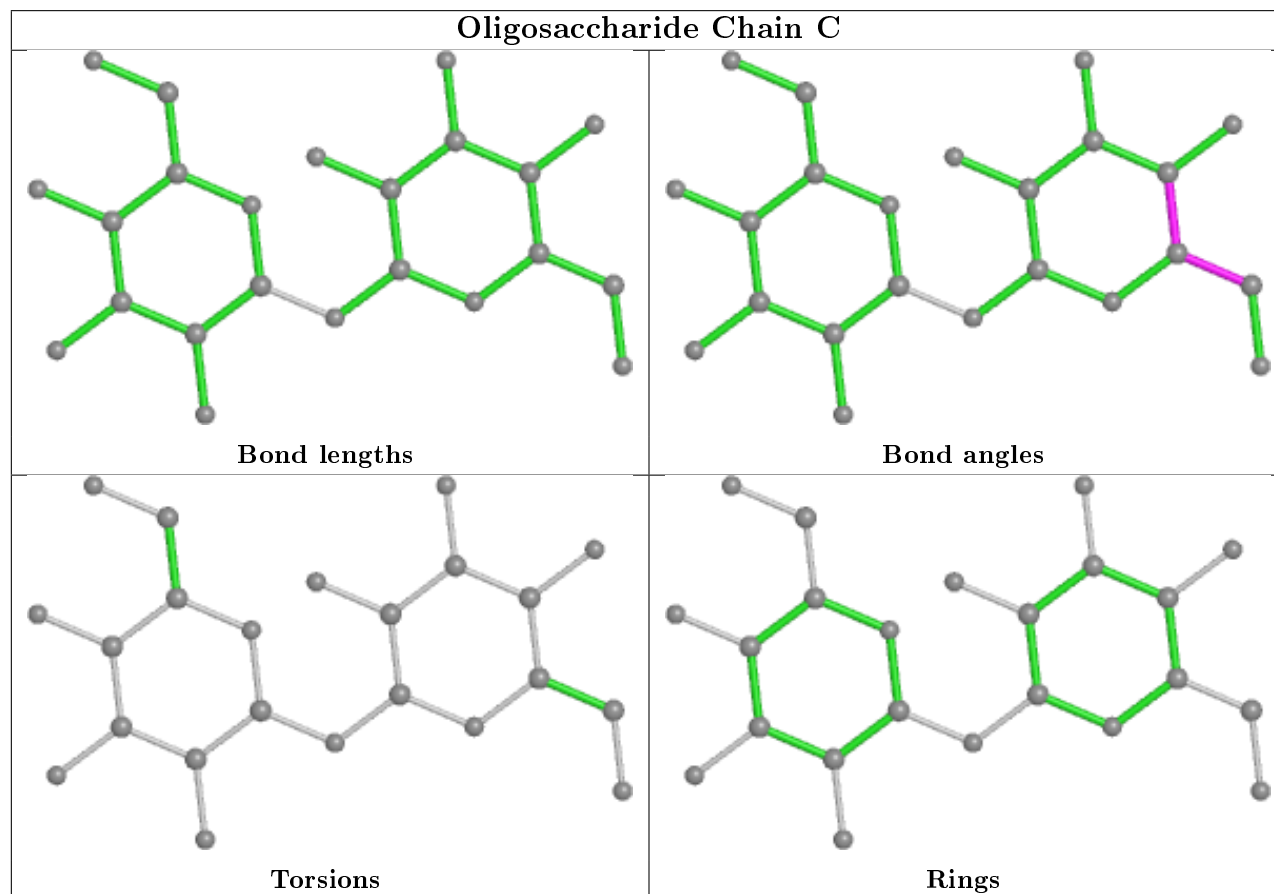 Oligosaccharide Chain C
Bond lengths
Bond angles
Torsions
Rings